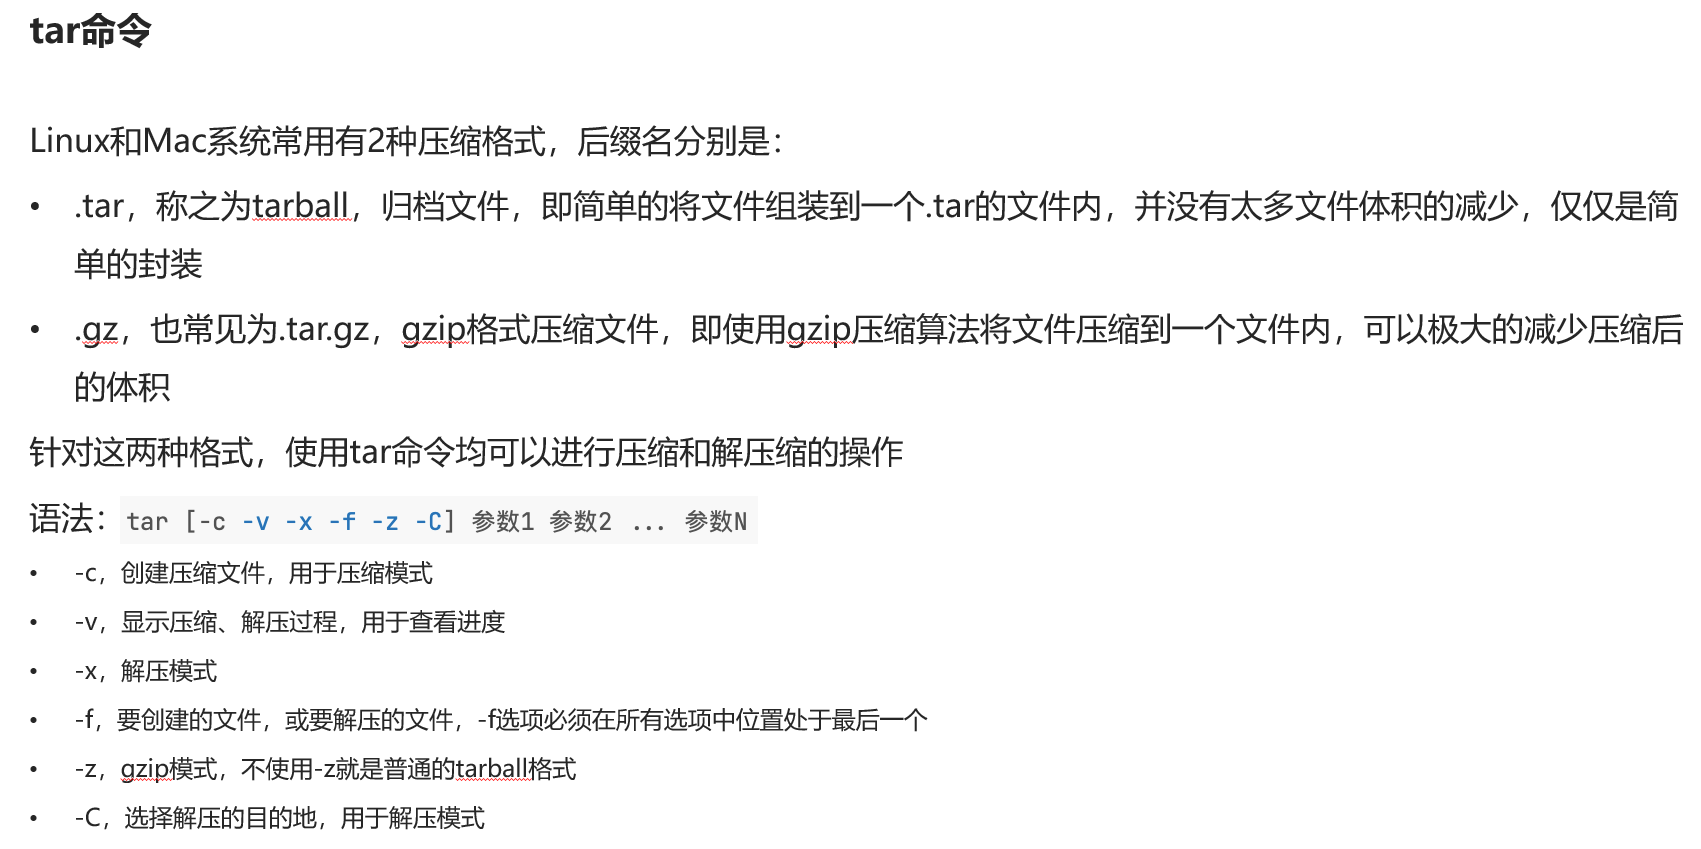 tar命令
Linux和Mac系统常用有2种压缩格式，后缀名分别是：
• .tar，称之为tarball，归档文件，即简单的将文件组装到一个.tar的文件内，并没有太多文件体积的减少，仅仅是简
单的封装
• .gz，也常见为.tar.gz，gzip格式压缩文件，即使用gzip压缩算法将文件压缩到一个文件内，可以极大的减少压缩后
的体积
针对这两种格式，使用tar命令均可以进行压缩和解压缩的操作
语法：tar [-c -v -x -f -z -C] 参数1 参数2 ... 参数N
• -c，创建压缩文件，用于压缩模式
• -v，显示压缩、解压过程，用于查看进度
• -x，解压模式
• -f，要创建的文件，或要解压的文件，-f选项必须在所有选项中位置处于最后一个
• -z，gzip模式，不使用-z就是普通的tarball格式
• -C，选择解压的目的地，用于解压模式